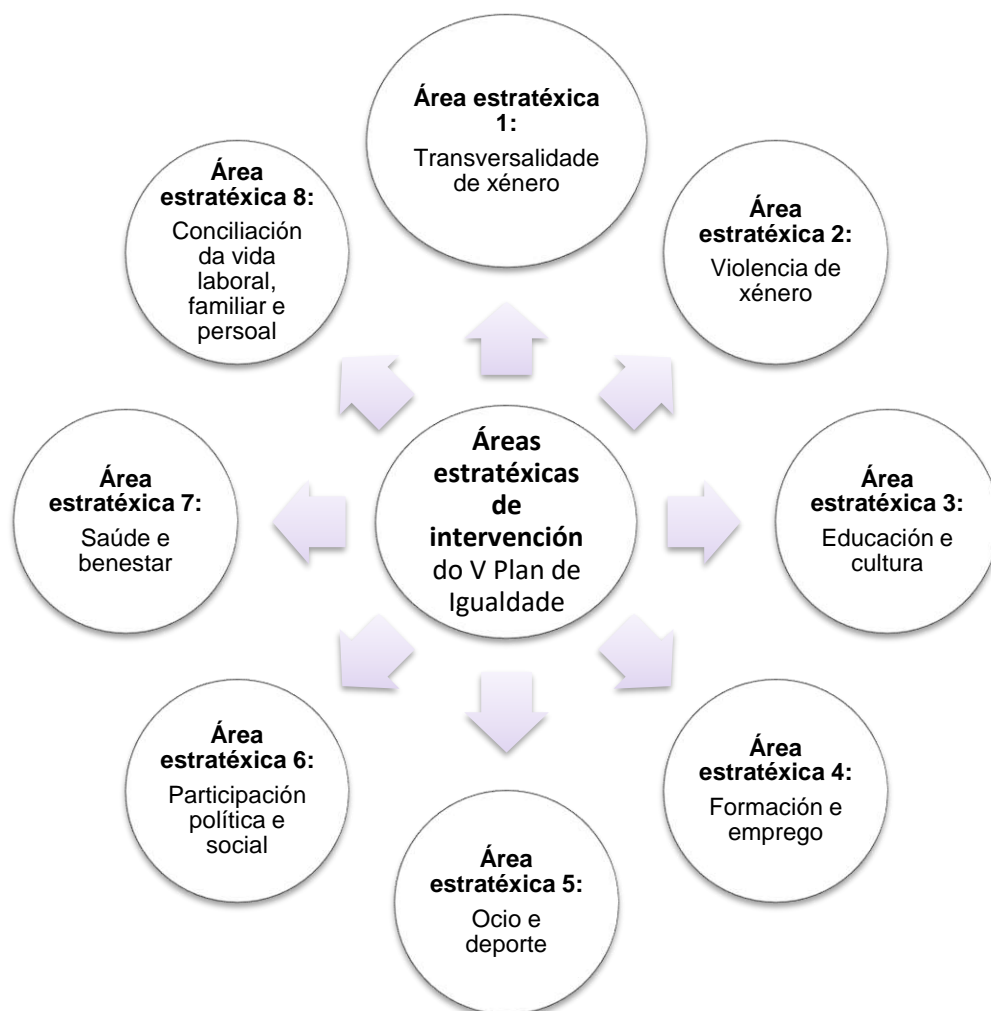 Área estratéxica
1:
Transversalidade
de xénero
Área
estratéxica 2:
Violencia de
xénero
Área
estratéxica 3:
Educación e
cultura
Área
estratéxica 4:
Formación e
emprego
Área
estratéxica 5:
Ocio e
deporte
Área
estratéxica 6:
Participación
política e
social
Área
estratéxica 7:
Saúde e
benestar
Área
estratéxica 8:
Conciliación
da vida
laboral,
familiar e
persoal
Áreas
estratéxicas
de
intervención
do V Plan de
Igualdade